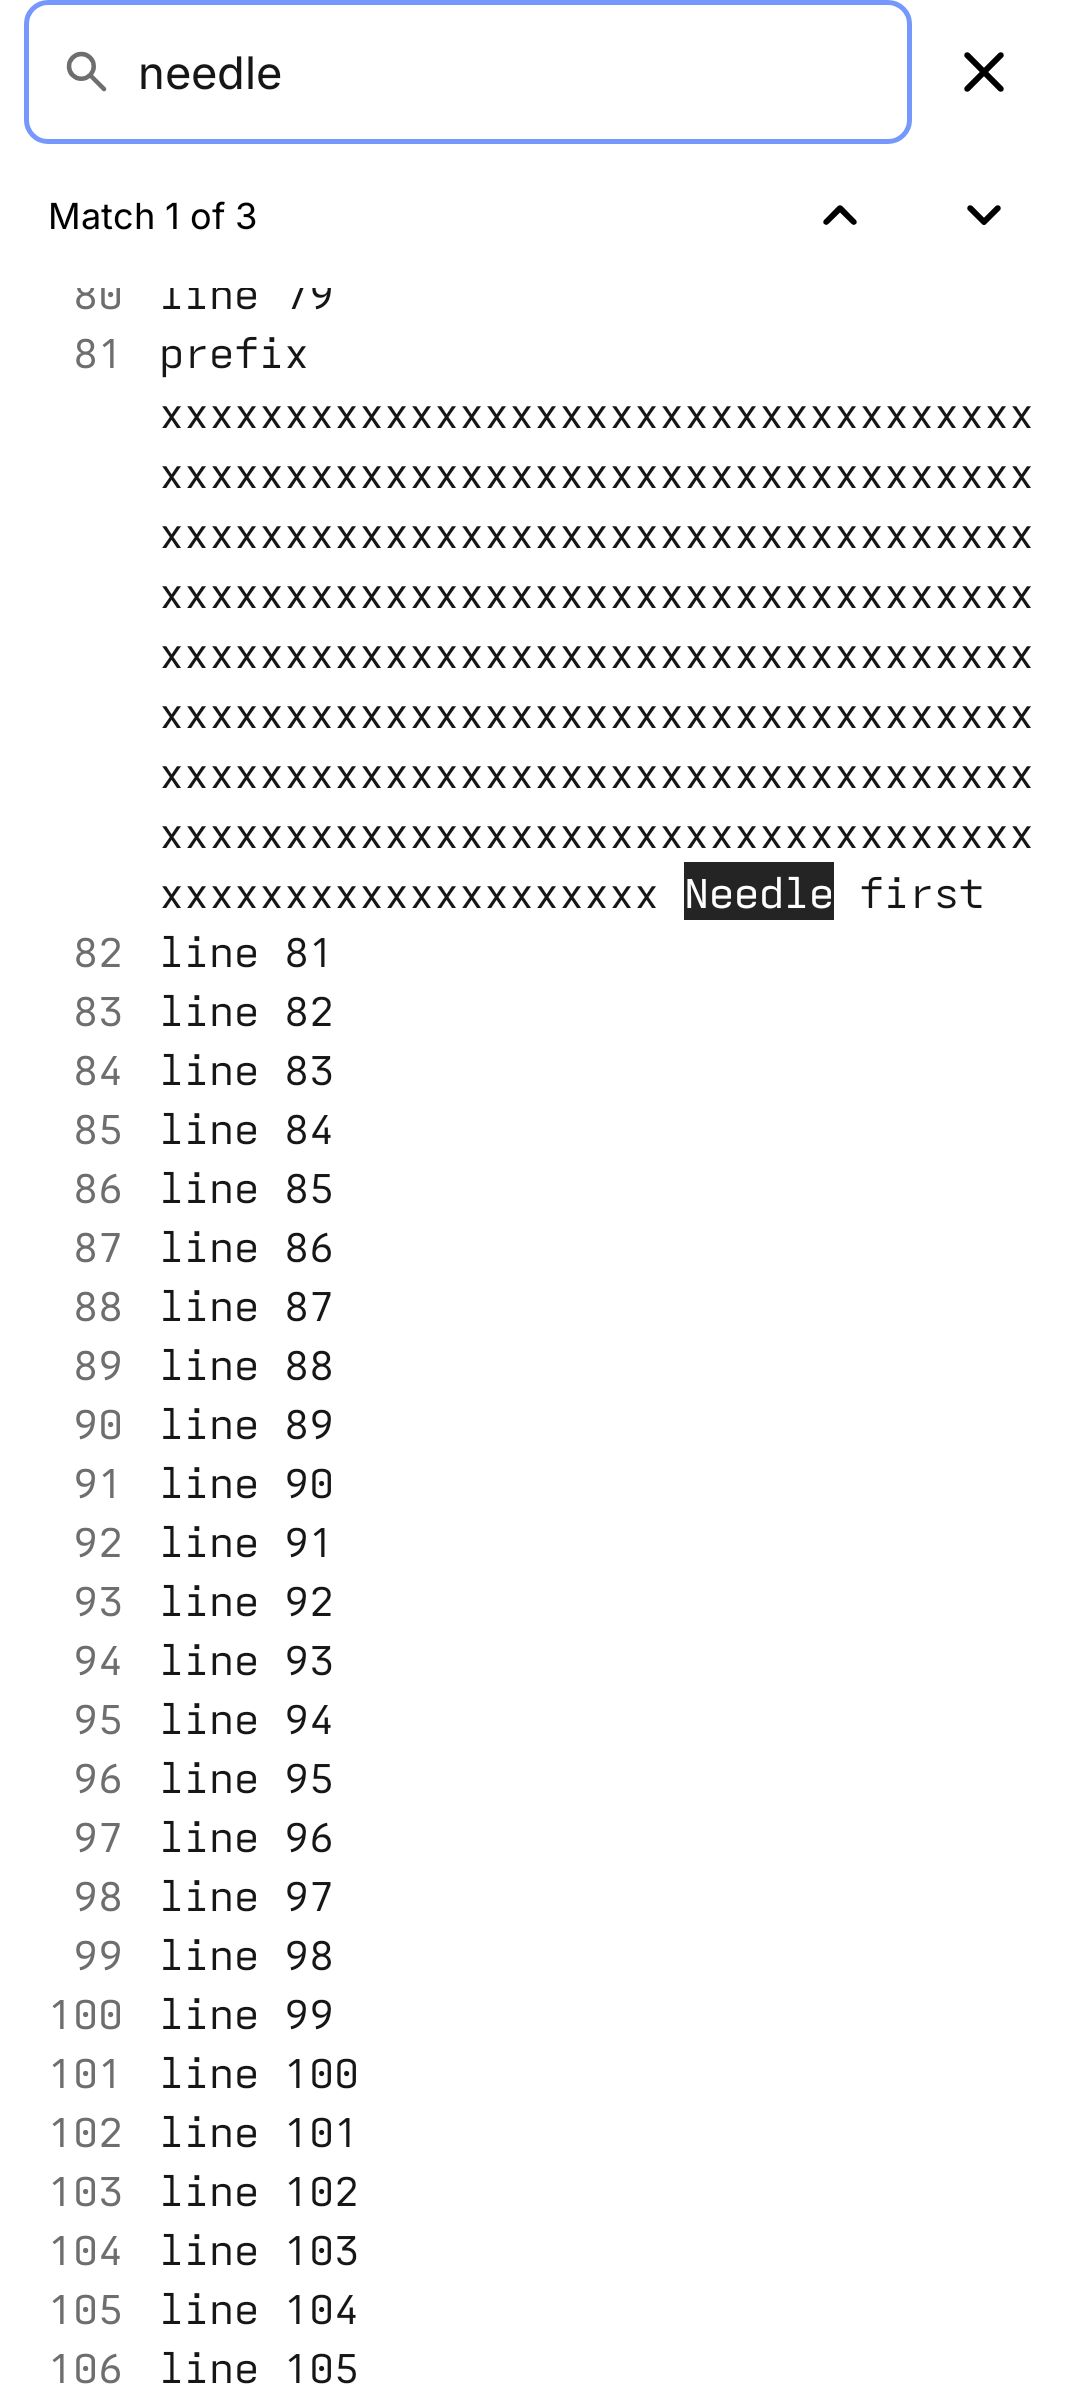 needle
Match 1 of 3
80 line 79
81 prefix
xxxxxxxxxxxxxxxxxxxxxxxxxxxxxxxxxxx
xxxxxxxxxxxxxxxxxxxxxxxxxxxxxxxxxxx
xxxxxxxxxxxxxxxxxxxxxxxxxxxxxxxxxxx
xxxxxxxxxxxxxxxxxxxxxxxxxxxxxxxxxxx
xxxxxxxxxxxxxxxxxxxxxxxxxxxxxxxxxxx
xxxxxxxxxxxxxxxxxxxxxxxxxxxxxxxxxxx
xxxxxxxxxxxxxxxxxxxxxxxxxxxxxxxxxxx
xxxxxxxxxxxxxxxxxxxxxxxxxxxxxxxxxxx
xxxxxxxxxxxxxxxxxxxx Needle first
82 line 81
83 line 82
84 line 83
85 line 84
86 line 85
87 line 86
88 line 87
89 line 88
90 line 89
91 line 90
92 line 91
93 line 92
94 line 93
95 line 94
96 line 95
97 line 96
98 line 97
99 line 98
100 line 99
101 line 100
102 line 101
103 line 102
104 line 103
105 line 104
106 line 105